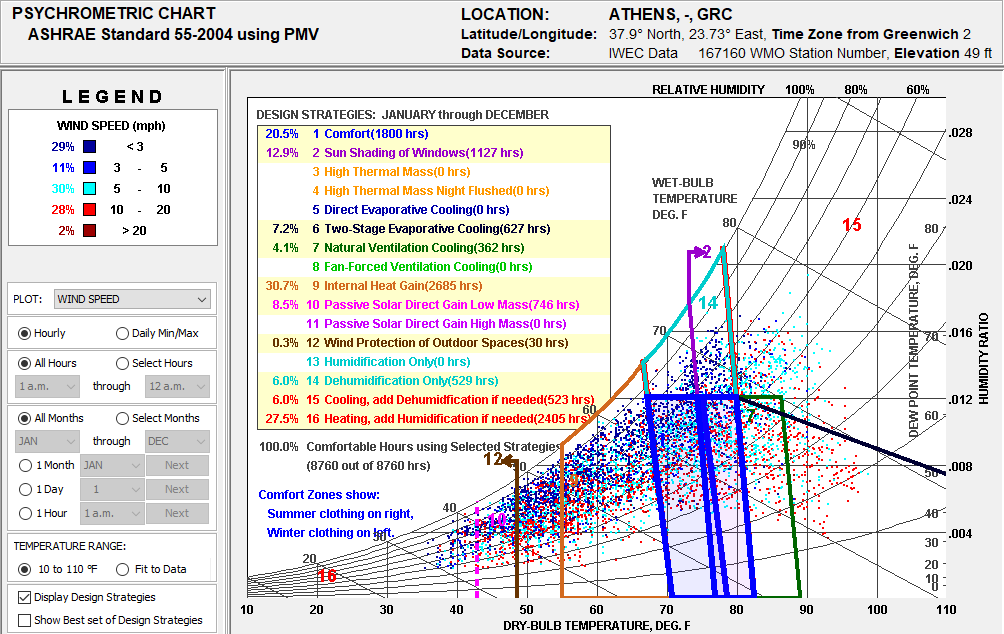 PSYCHROMETRIC CHART
ASHRAE Standard 55-2004 using PMV
LOCATION: ATHENS, -, GRC
Latitude/Longitude: 37.9° North, 23.73° East, Time Zone from Greenwich 2
Data Source: IWEC Data 167160 WMO Station Number, Elevation 49 ft
LEGEND
WIND SPEED (mph)
29% < 3
11% 3 - 5
30% 5 - 10
28% 10 - 20
2% > 20
PLOT: WIND SPEED
Hourly Daily Min/Max
All Hours Select Hours
1 a.m. through 12 a.m.
All Months Select Months
JAN through DEC
1 Month JAN Next
1 Day 1 Next
1 Hour 1 a.m. Next
TEMPERATURE RANGE:
10 to 110 °F Fit to Data
Display Design Strategies
Show Best set of Design Strategies
RELATIVE HUMIDITY 100% 80% 60%
90%
DESIGN STRATEGIES: JANUARY through DECEMBER
20.5% 1 Comfort(1800 hrs)
12.9% 2 Sun Shading of Windows(1127 hrs)
3 High Thermal Mass(0 hrs)
4 High Thermal Mass Night Flushed(0 hrs)
5 Direct Evaporative Cooling(0 hrs)
7.2% 6 Two-Stage Evaporative Cooling(627 hrs)
4.1% 7 Natural Ventilation Cooling(362 hrs)
8 Fan-Forced Ventilation Cooling(0 hrs)
30.7% 9 Internal Heat Gain(2685 hrs)
8.5% 10 Passive Solar Direct Gain Low Mass(746 hrs)
11 Passive Solar Direct Gain High Mass(0 hrs)
0.3% 12 Wind Protection of Outdoor Spaces(30 hrs)
13 Humidification Only(0 hrs)
6.0% 14 Dehumidification Only(529 hrs)
6.0% 15 Cooling, add Dehumidification if needed(523 hrs)
27.5% 16 Heating, add Humidification if needed(2405 hrs)
100.0% Comfortable Hours using Selected Strategies
(8760 out of 8760 hrs)
Comfort Zones show:
Summer clothing on right,
Winter clothing on left.
WET-BULB
TEMPERATURE
DEG. F
20
30
40
50
60
70
80
2
7
10
12
14
15
16
DEW POINT TEMPERATURE, DEG. F
80
70
60
50
40
30
20
10
0
HUMIDITY RATIO
.028
.024
.020
.016
.012
.008
.004
10 20 30 40 50 60 70 80 90 100 110
DRY-BULB TEMPERATURE, DEG. F